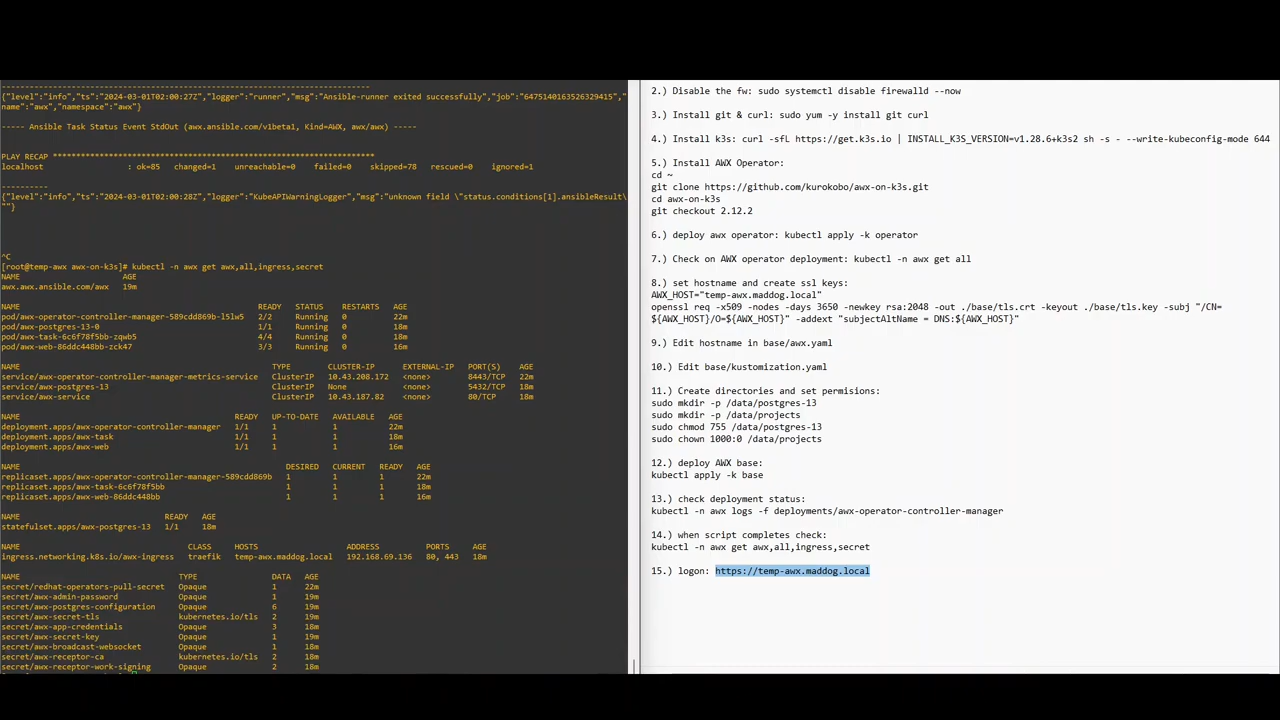 --------------------------------------------------------------------------
{"level":"info","ts":"2024-03-01T02:00:27Z","logger":"runner","msg":"Ansible-runner exited successfully","job":"6475140163526329415",
"name":"awx","namespace":"awx"}
----- Ansible Task Status Event StdOut (awx.ansible.com/v1beta1, Kind=AWX, awx/awx) -----
PLAY RECAP *********************************************************************
localhost : ok=85 changed=1 unreachable=0 failed=0 skipped=78 rescued=0 ignored=1
----------
{"level":"info","ts":"2024-03-01T02:00:28Z","logger":"KubeAPIWarningLogger","msg":"unknown field \"status.conditions[1].ansibleResult\
""}
^C
[root@temp-awx awx-on-k3s]# kubectl -n awx get awx,all,ingress,secret
NAME AGE
awx.awx.ansible.com/awx 19m
NAME READY STATUS RESTARTS AGE
pod/awx-operator-controller-manager-589cdd869b-l5lw5 2/2 Running 0 22m
pod/awx-postgres-13-0 1/1 Running 0 18m
pod/awx-task-6c6f78f5bb-zqwb5 4/4 Running 0 18m
pod/awx-web-86ddc448bb-zck47 3/3 Running 0 16m
NAME TYPE CLUSTER-IP EXTERNAL-IP PORT(S) AGE
service/awx-operator-controller-manager-metrics-service ClusterIP 10.43.208.172 <none> 8443/TCP 22m
service/awx-postgres-13 ClusterIP None <none> 5432/TCP 18m
service/awx-service ClusterIP 10.43.187.82 <none> 80/TCP 18m
NAME READY UP-TO-DATE AVAILABLE AGE
deployment.apps/awx-operator-controller-manager 1/1 1 1 22m
deployment.apps/awx-task 1/1 1 1 18m
deployment.apps/awx-web 1/1 1 1 16m
NAME DESIRED CURRENT READY AGE
replicaset.apps/awx-operator-controller-manager-589cdd869b 1 1 1 22m
replicaset.apps/awx-task-6c6f78f5bb 1 1 1 18m
replicaset.apps/awx-web-86ddc448bb 1 1 1 16m
NAME READY AGE
statefulset.apps/awx-postgres-13 1/1 18m
NAME CLASS HOSTS ADDRESS PORTS AGE
ingress.networking.k8s.io/awx-ingress traefik temp-awx.maddog.local 192.168.69.136 80, 443 18m
NAME TYPE DATA AGE
secret/redhat-operators-pull-secret Opaque 1 22m
secret/awx-admin-password Opaque 1 19m
secret/awx-postgres-configuration Opaque 6 19m
secret/awx-secret-tls kubernetes.io/tls 2 19m
secret/awx-app-credentials Opaque 3 18m
secret/awx-secret-key Opaque 1 19m
secret/awx-broadcast-websocket Opaque 1 18m
secret/awx-receptor-ca kubernetes.io/tls 2 18m
secret/awx-receptor-work-signing Opaque 2 18m
2.) Disable the fw: sudo systemctl disable firewalld --now
3.) Install git & curl: sudo yum -y install git curl
4.) Install k3s: curl -sfL https://get.k3s.io | INSTALL_K3S_VERSION=v1.28.6+k3s2 sh -s - --write-kubeconfig-mode 644
5.) Install AWX Operator:
cd ~
git clone https://github.com/kurokobo/awx-on-k3s.git
cd awx-on-k3s
git checkout 2.12.2
6.) deploy awx operator: kubectl apply -k operator
7.) Check on AWX operator deployment: kubectl -n awx get all
8.) set hostname and create ssl keys:
AWX_HOST="temp-awx.maddog.local"
openssl req -x509 -nodes -days 3650 -newkey rsa:2048 -out ./base/tls.crt -keyout ./base/tls.key -subj "/CN=
${AWX_HOST}/O=${AWX_HOST}" -addext "subjectAltName = DNS:${AWX_HOST}"
9.) Edit hostname in base/awx.yaml
10.) Edit base/kustomization.yaml
11.) Create directories and set permisions:
sudo mkdir -p /data/postgres-13
sudo mkdir -p /data/projects
sudo chmod 755 /data/postgres-13
sudo chown 1000:0 /data/projects
12.) deploy AWX base:
kubectl apply -k base
13.) check deployment status:
kubectl -n awx logs -f deployments/awx-operator-controller-manager
14.) when script completes check:
kubectl -n awx get awx,all,ingress,secret
15.) logon: https://temp-awx.maddog.local